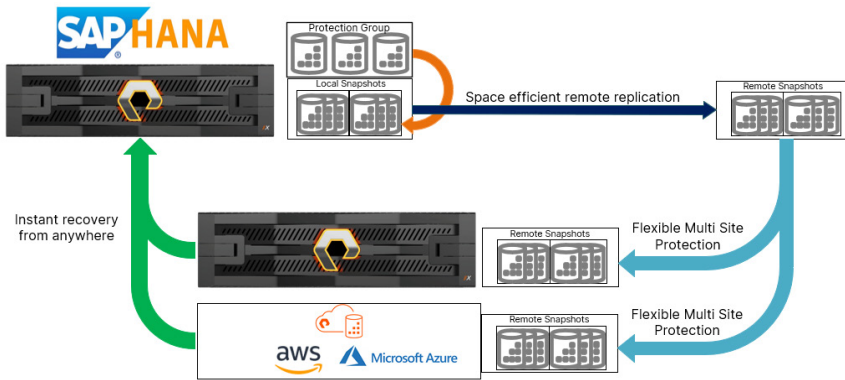 SAP HANA
®
Protection Group
Local Snapshots
Space efficient remote replication
Remote Snapshots
Instant recovery
from anywhere
Remote Snapshots
Flexible Multi Site
Protection
Remote Snapshots
Flexible Multi Site
Protection
aws
Microsoft Azure